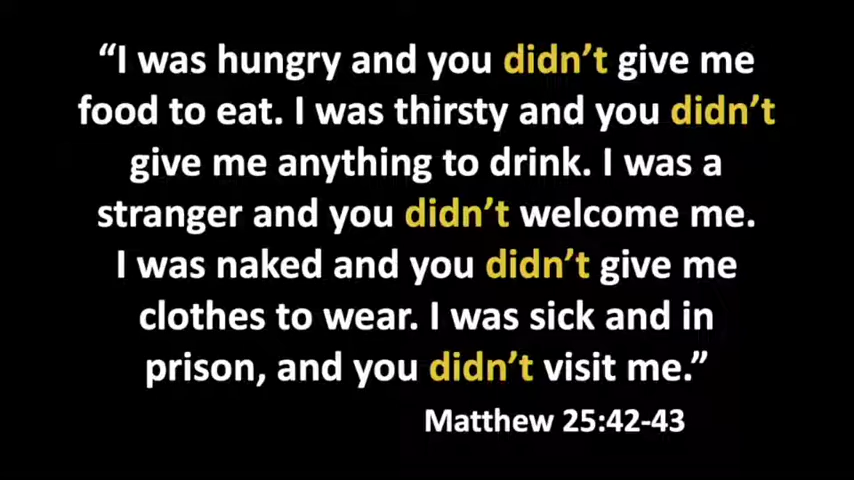 “I was hungry and you didn’t give me
food to eat. I was thirsty and you didn’t
give me anything to drink. I was a
stranger and you didn’t welcome me.
I was naked and you didn’t give me
clothes to wear. I was sick and in
prison, and you didn’t visit me.”
Matthew 25:42-43